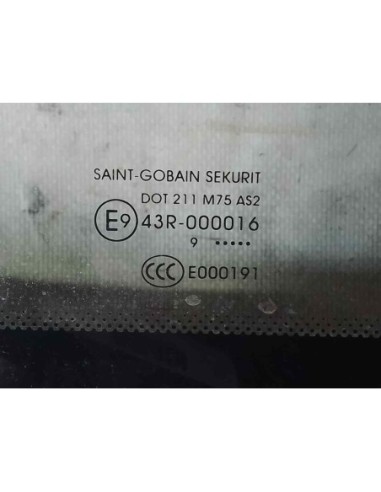 SAINT-GOBAIN SEKURIT
DOT 211 M75 AS2
E9 43R-000016
9 •••••
CCC E000191